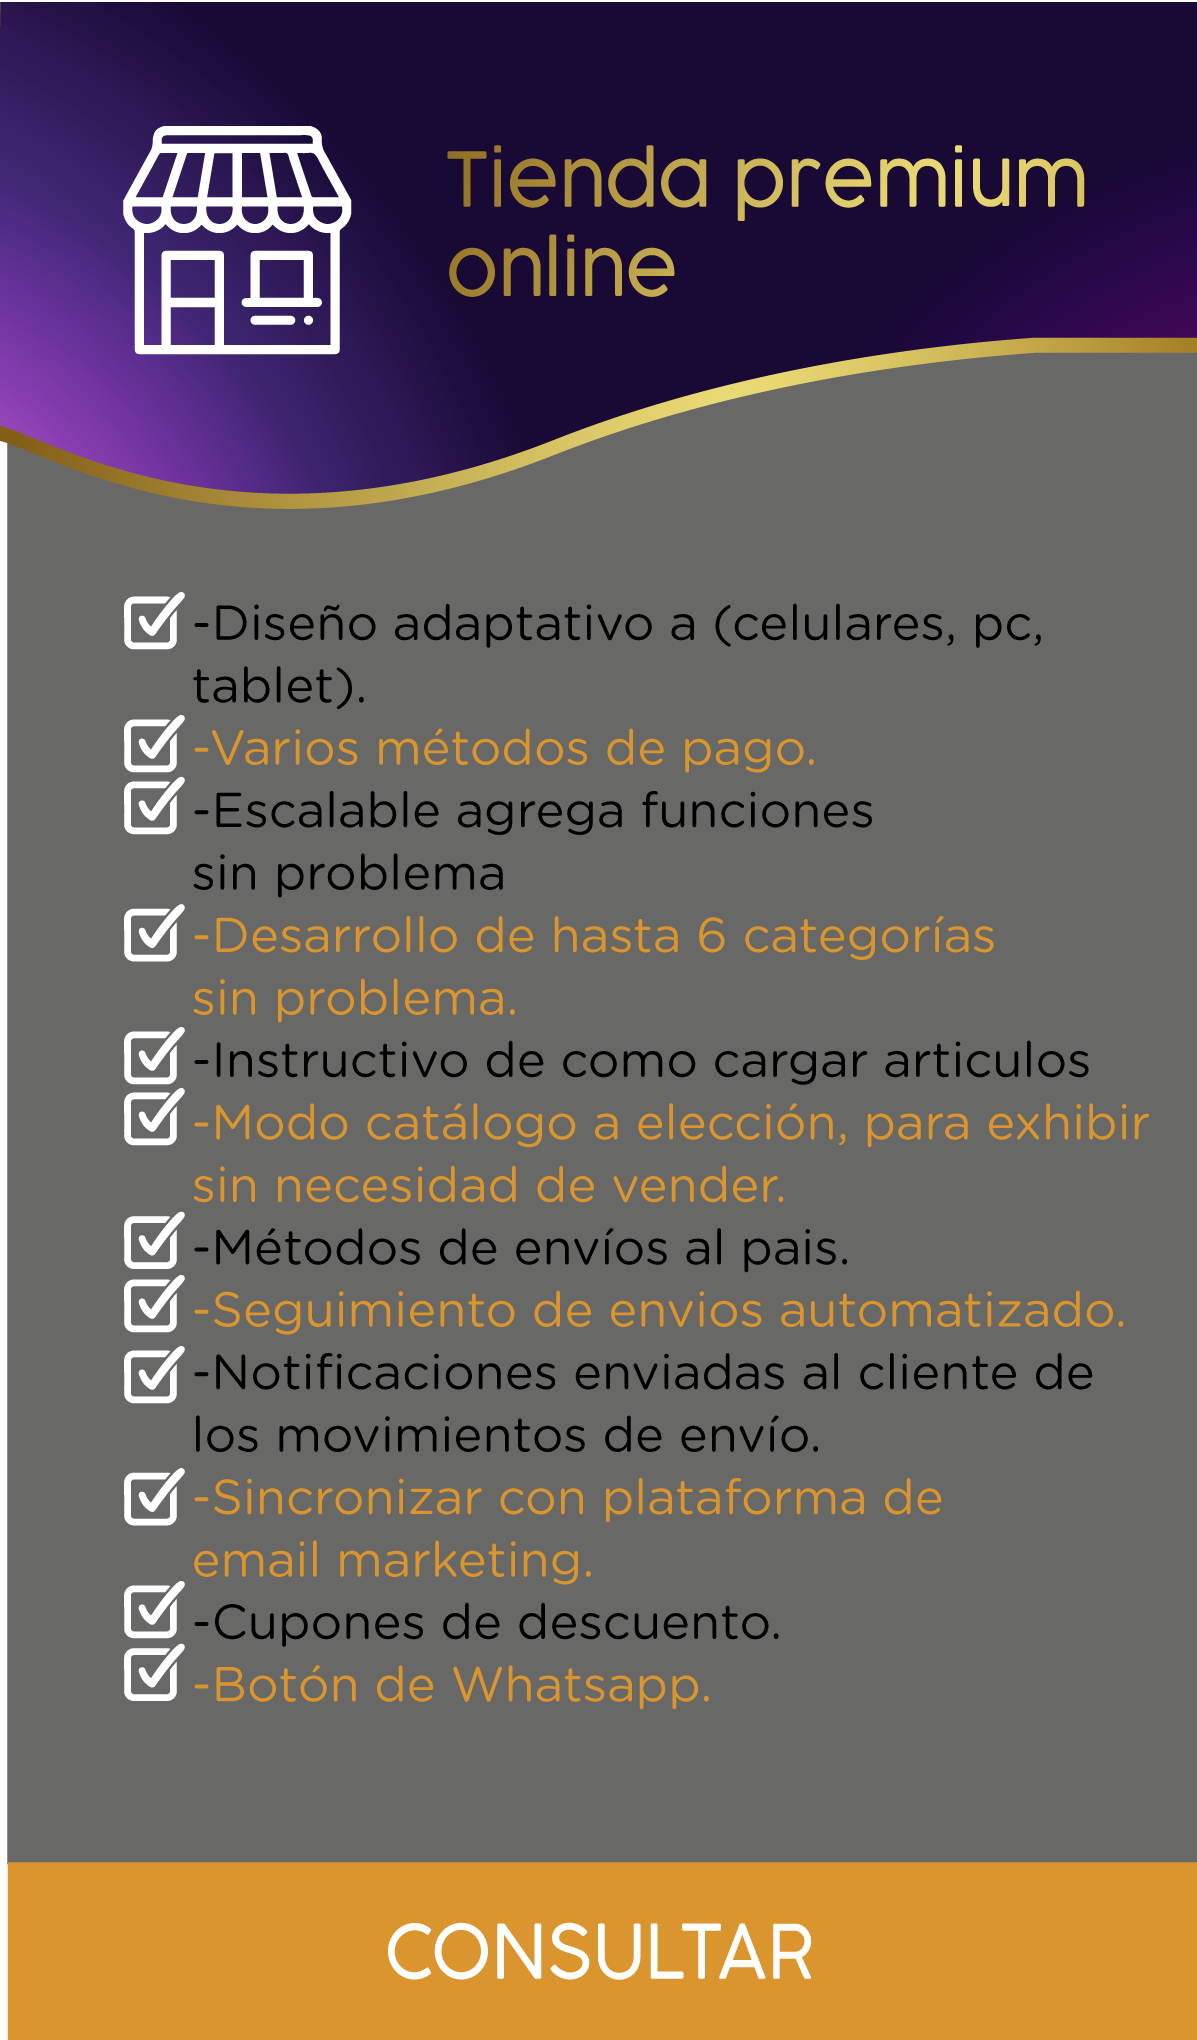 Tienda premium
online
-Diseño adaptativo a (celulares, pc,
tablet).
-Varios métodos de pago.
-Escalable agrega funciones
sin problema
-Desarrollo de hasta 6 categorías
sin problema.
-Instructivo de como cargar articulos
-Modo catálogo a elección, para exhibir
sin necesidad de vender.
-Métodos de envíos al pais.
-Seguimiento de envios automatizado.
-Notificaciones enviadas al cliente de
los movimientos de envío.
-Sincronizar con plataforma de
email marketing.
-Cupones de descuento.
-Botón de Whatsapp.
CONSULTAR